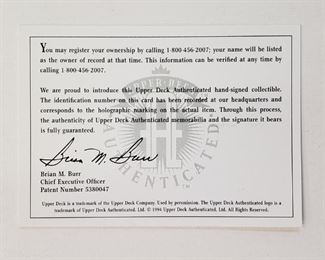 You may register your ownership by calling 1-800-456-2007; your name will be listed
as the owner of record at that time. This information can be verified at any time by
calling 1-800-456-2007.
We are proud to introduce this Upper Deck Authenticated hand-signed collectible.
The identification number on this card has been recorded at our headquarters and
corresponds to the holographic marking on the actual item. Through this process,
the authenticity of Upper Deck Authenticated memorabilia and the signature it bears
is fully guaranteed.
UPPER DECK
AUTHENTICATED
Brian M. Burr
Brian M. Burr
Chief Executive Officer
Patent Number 5380047
Upper Deck is a trademark of the Upper Deck Company. Used by permission. The Upper Deck Authenticated logo is a
trademark of Upper Deck Authenticated Ltd. © 1994 Upper Deck Authenticated, Ltd. All Rights Reserved.